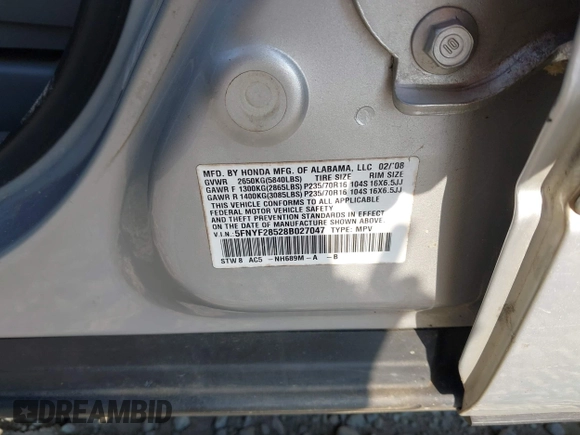 10
MFD. BY HONDA MFG. OF ALABAMA, LLC 02/'08
GVWR 2650KG(5840LBS) TIRE SIZE RIM SIZE
GAWR F 1300KG(2865LBS) P235/70R16 104S 16X6.5JJ
GAWR R 1400KG(3085LBS) P235/70R16 104S 16X6.5JJ
THIS VEHICLE CONFORMS TO ALL APPLICABLE
FEDERAL MOTOR VEHICLE SAFETY
AND THEFT PREVENTION STANDARDS IN EFFECT ON
THE DATE OF MANUFACTURE SHOWN ABOVE.
V.I.N.: 5FNYF28528B027047 TYPE: MPV
STW8 AC5 -NH689M-A -B
DREAMBID